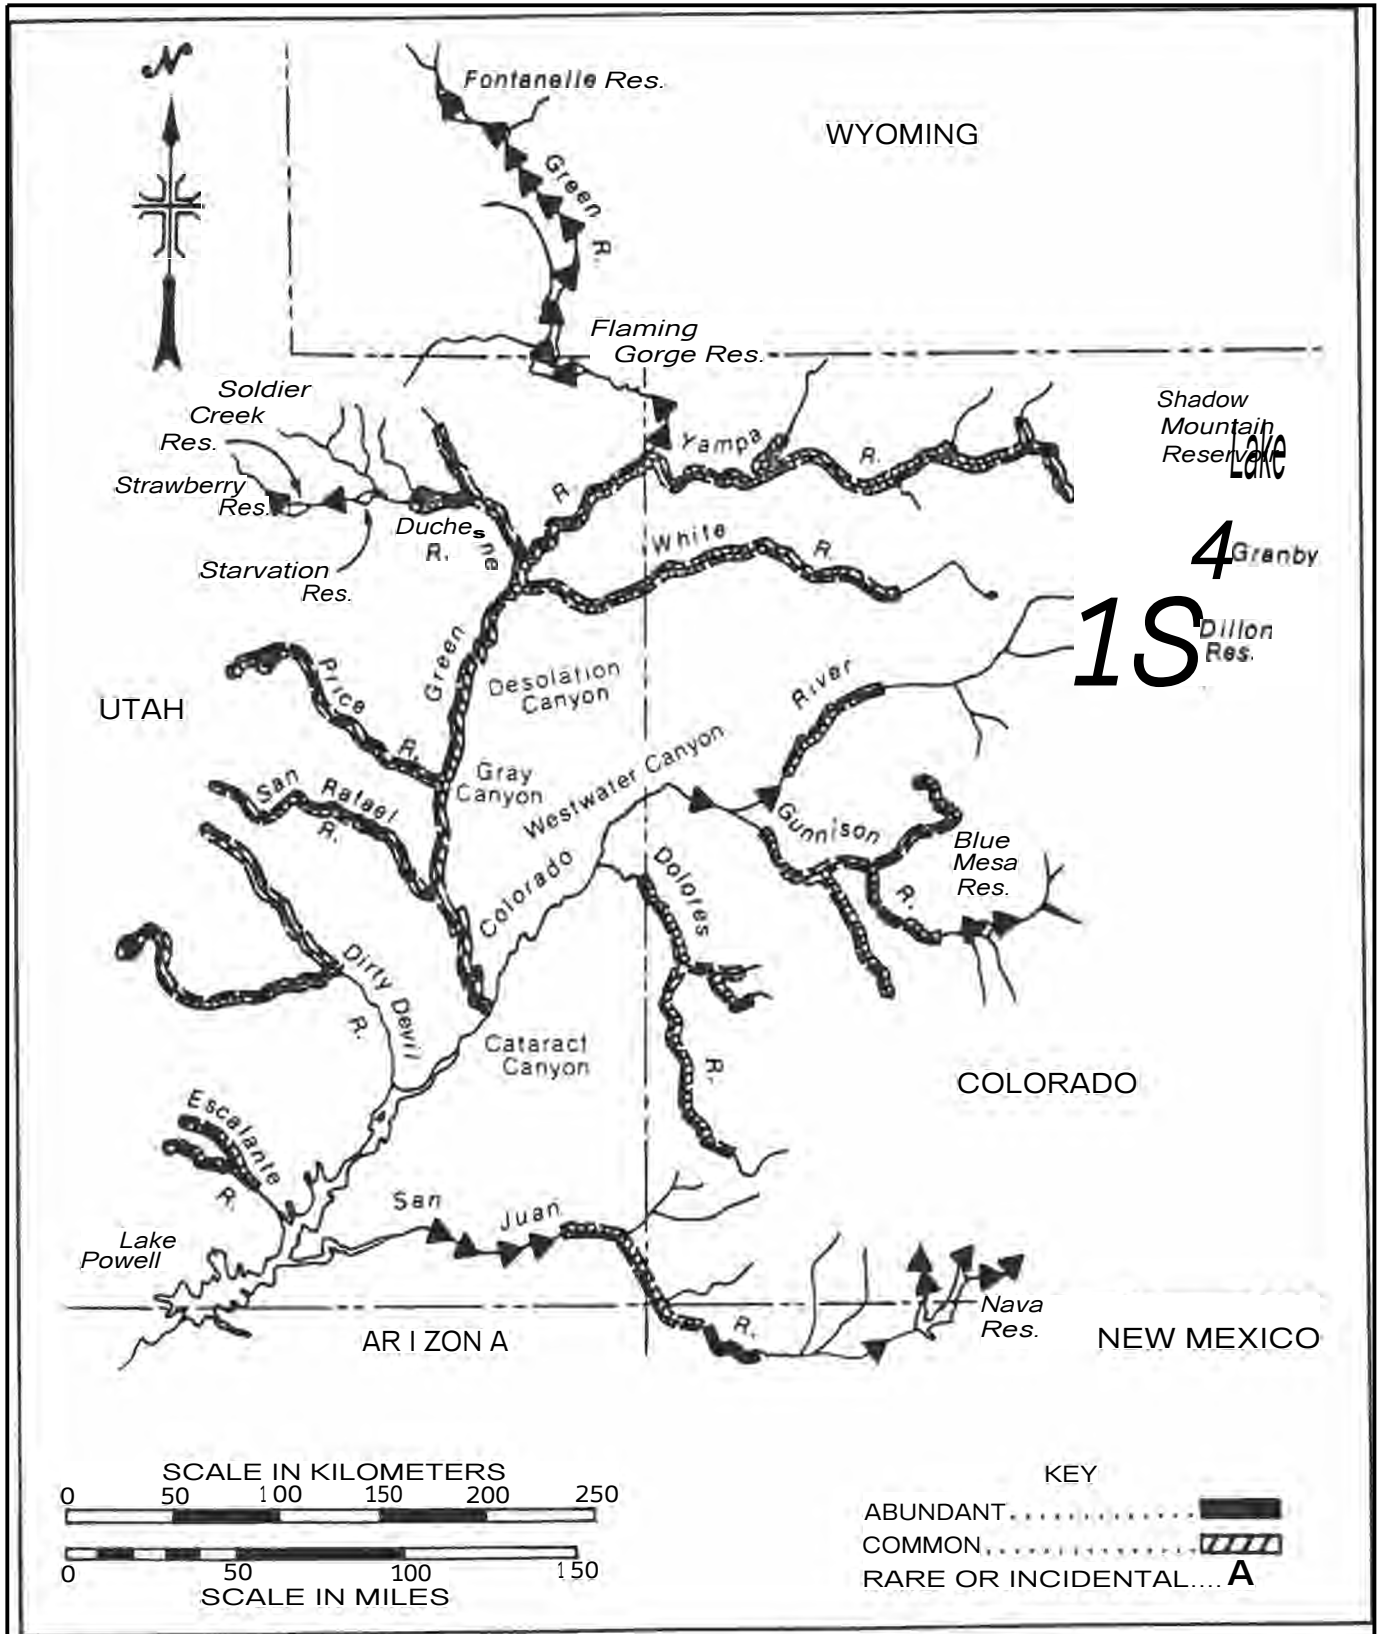 N
Fontanelle Res.
WYOMING
Green R.
Flaming
Gorge Res.
Soldier
Creek
Res.
Strawberry
Res.
Shadow
Mountain
Reservoir
Lake
Yampa R.
R.
Duchesne
R.
White R.
4 Granby
Starvation
Res.
1S Dillon
Res.
Green
Desolation
Canyon
River
Price R.
UTAH
Gray
Canyon
Westwater Canyon
San Rafael
R.
Gunnison
R.
Blue
Mesa
Res.
Colorado
Dolores
R.
Dirty Devil
R.
Cataract
Canyon
COLORADO
Escalante
R.
San Juan
R.
Lake
Powell
Nava
Res.
ARIZONA
NEW MEXICO
SCALE IN KILOMETERS
0 50 100 150 200 250
0 50 100 150
SCALE IN MILES
KEY
ABUNDANT
COMMON
RARE OR INCIDENTAL.... A